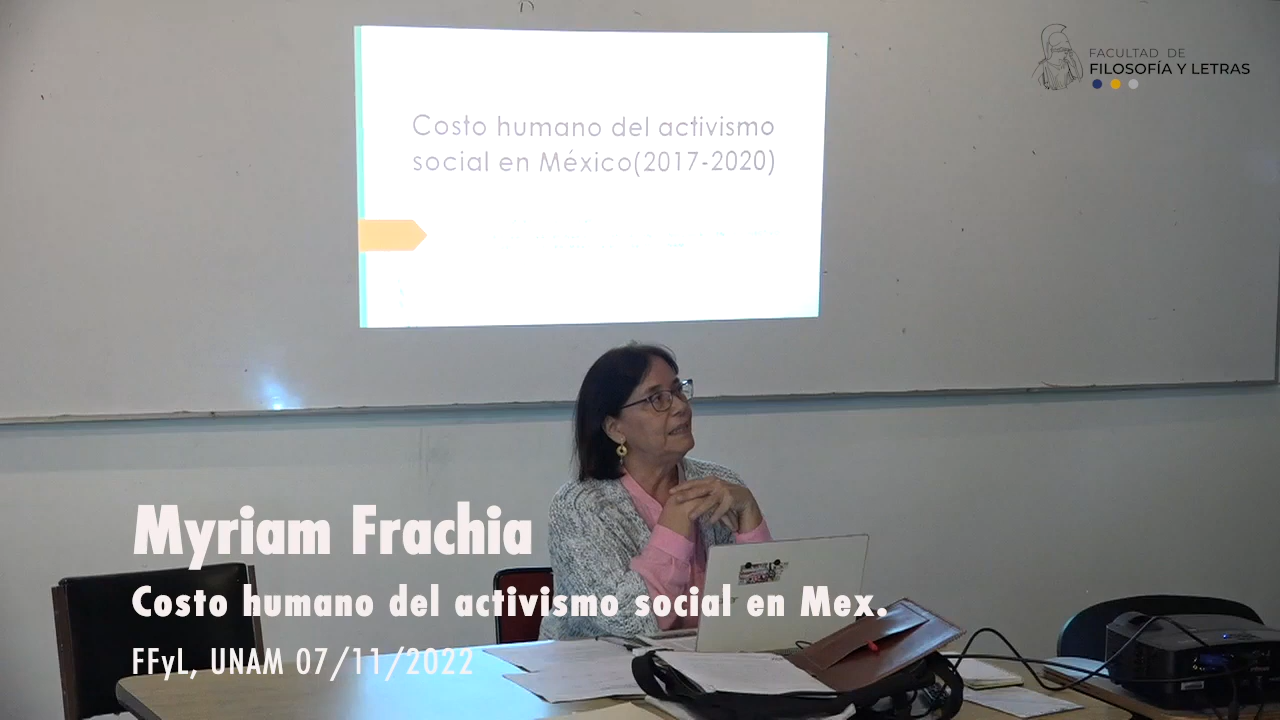 FACULTAD DE
FILOSOFÍA Y LETRAS
Costo humano del activismo
social en México(2017-2020)
Myriam Frachia
Costo humano del activismo social en Mex.
FFyL, UNAM 07/11/2022